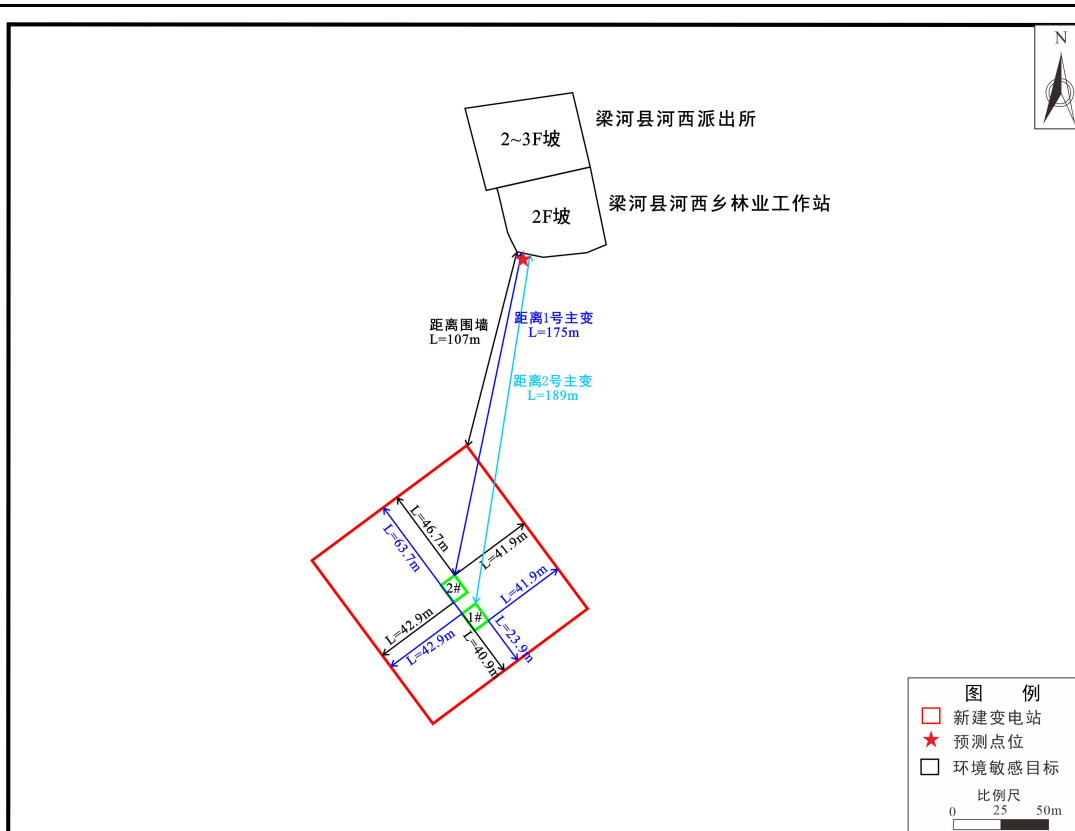 N
梁河县河西派出所
2~3F坡
梁河县河西乡林业工作站
2F坡
距离围墙
L=107m
距离1号主变
L=175m
距离2号主变
L=189m
L=46.7m
L=63.7m
L=41.9m
2#
L=41.9m
1#
L=42.9m
L=42.9m
L=23.9m
L=40.9m
图 例
新建变电站
预测点位
环境敏感目标
比例尺
0 25 50m